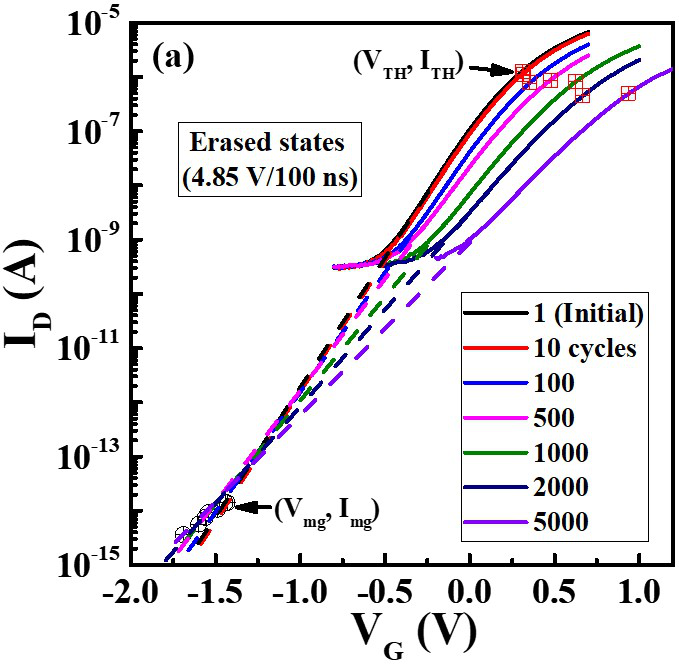 (a)
(V_TH, I_TH)
Erased states
(4.85 V/100 ns)
10^-5
10^-7
10^-9
10^-11
10^-13
10^-15
I_D (A)
1 (Initial)
10 cycles
100
500
1000
2000
5000
(V_mg, I_mg)
-2.0 -1.5 -1.0 -0.5 0.0 0.5 1.0
V_G (V)